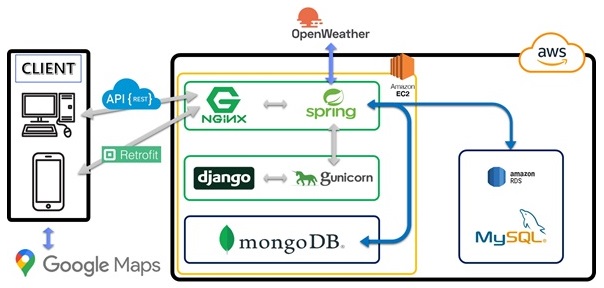 OpenWeather
aws
CLIENT
Amazon
EC2
API {REST}
NGINX
spring
Retrofit
django
gunicorn
amazon
RDS
mongoDB®
MySQL®
Google Maps